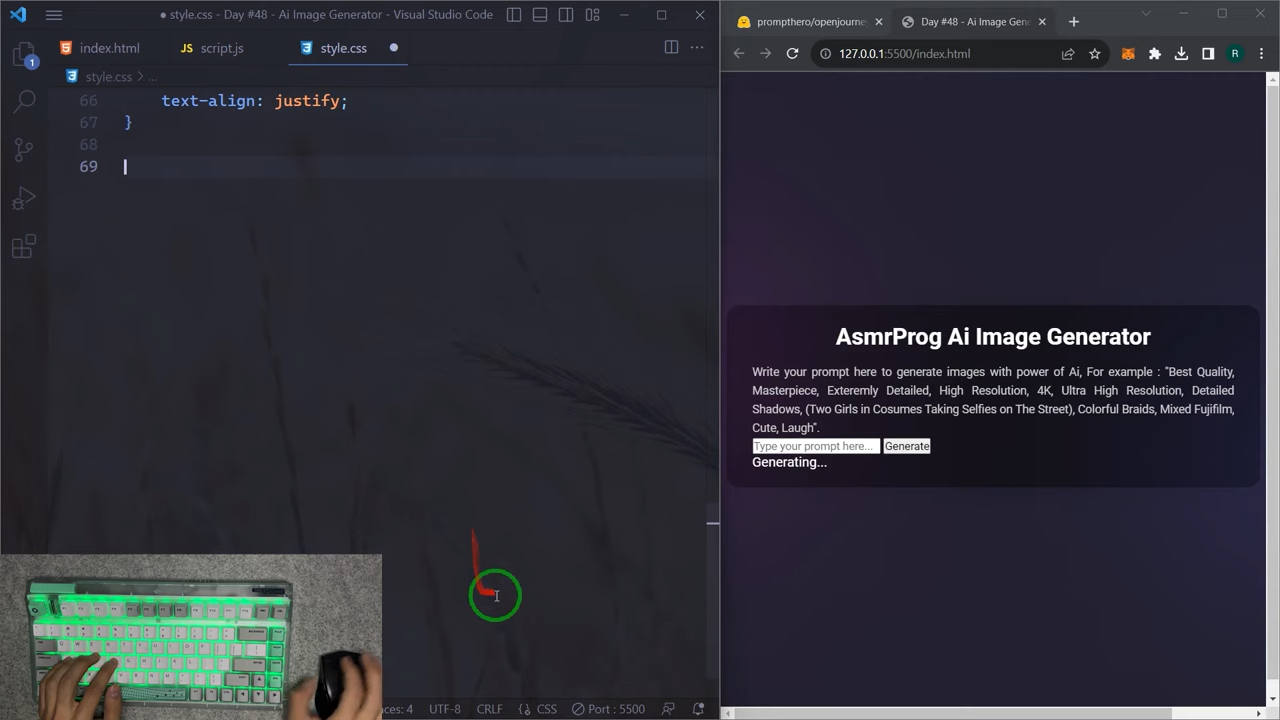 ● style.css - Day #48 - Ai Image Generator - Visual Studio Code
index.html
script.js
style.css
style.css > ...
66 text-align: justify;
67 }
68
69
1
aces: 4 UTF-8 CRLF {} CSS Port : 5500
prompthero/openjourne
Day #48 - Ai Image Gene
127.0.0.1:5500/index.html
R
AsmrProg Ai Image Generator
Write your prompt here to generate images with power of Ai, For example : "Best Quality,
Masterpiece, Exteremly Detailed, High Resolution, 4K, Ultra High Resolution, Detailed
Shadows, (Two Girls in Cosumes Taking Selfies on The Street), Colorful Braids, Mixed Fujifilm,
Cute, Laugh".
Type your prompt here... Generate
Generating...